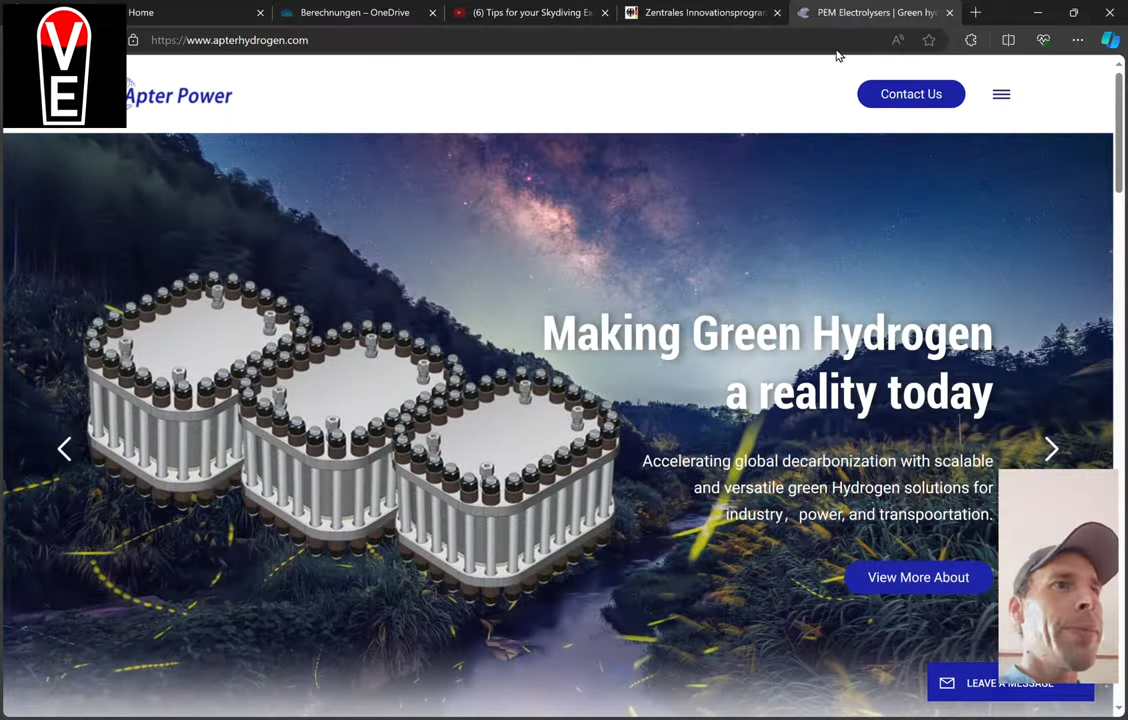 Home
Berechnungen – OneDrive
(6) Tips for your Skydiving Ex
Zentrales Innovationsprogram
PEM Electrolysers | Green hy
https://www.apterhydrogen.com
VE
Apter Power
Contact Us
Making Green Hydrogen
a reality today
Accelerating global decarbonization with scalable
and versatile green Hydrogen solutions for
industry, power, and transpoortation.
View More About
LEAVE A MESSAGE